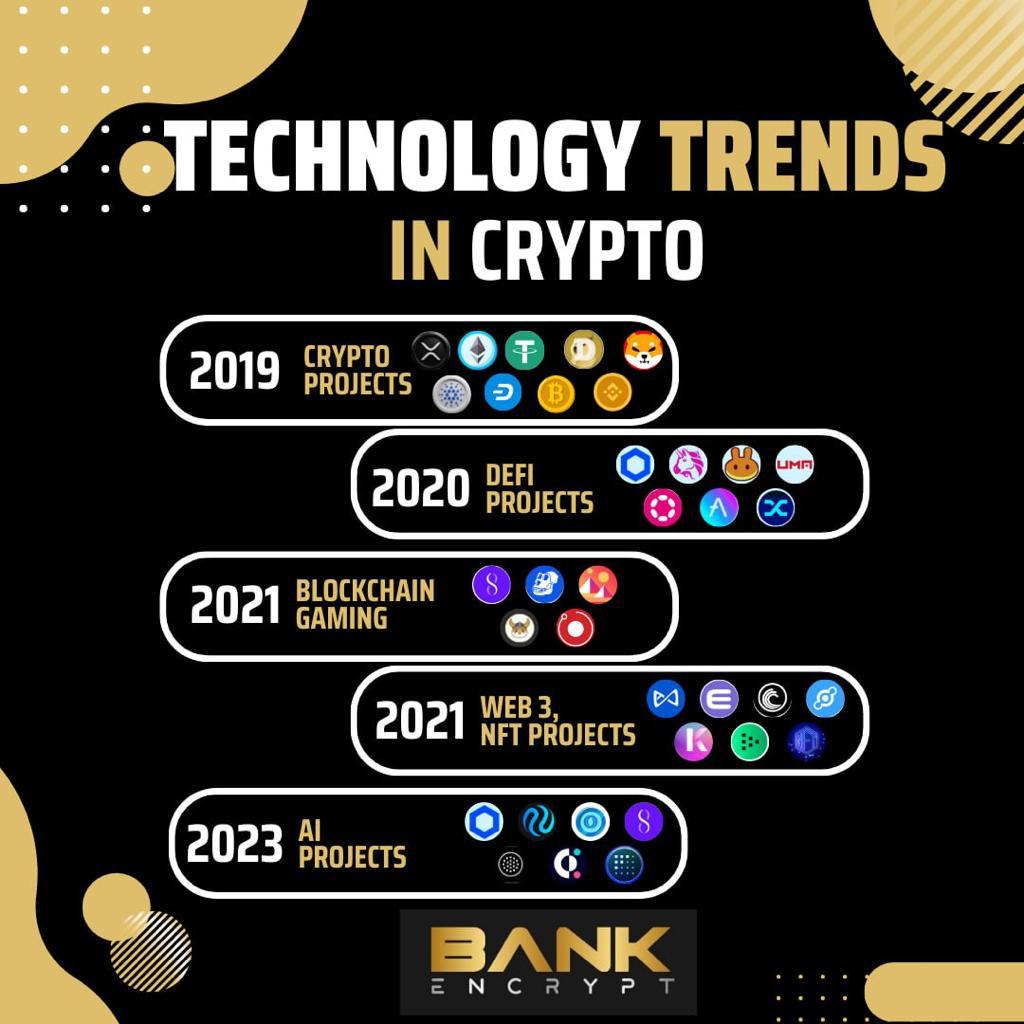 TECHNOLOGY TRENDS
IN CRYPTO
2019
CRYPTO
PROJECTS
2020
DEFI
PROJECTS
UMA
2021
BLOCKCHAIN
GAMING
2021
WEB 3,
NFT PROJECTS
2023
AI
PROJECTS
BANK
ENCRYPT